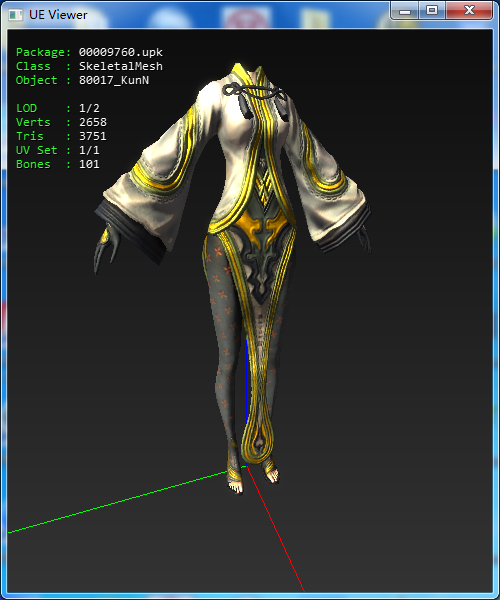 UE Viewer
Package: 00009760.upk
Class : SkeletalMesh
Object : 80017_KunN
LOD : 1/2
Verts : 2658
Tris : 3751
UV Set : 1/1
Bones : 101